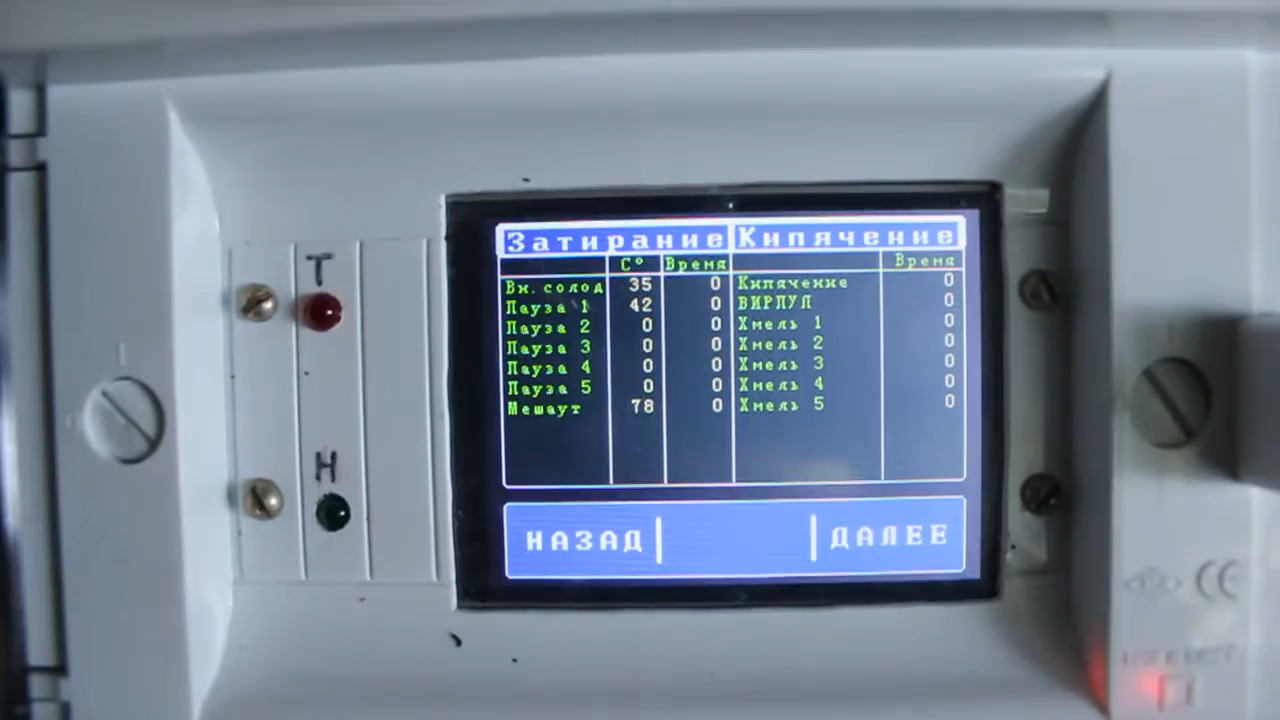 Т
Н
Затирание Кипячение
С° Время Время
Вн.солод 35 0 Кипячение 0
Пауза 1 42 0 ВИРПУЛ 0
Пауза 2 0 0 Хмель 1 0
Пауза 3 0 0 Хмель 2 0
Пауза 4 0 0 Хмель 3 0
Пауза 5 0 0 Хмель 4 0
Мешаут 78 0 Хмель 5 0
НАЗАД ДАЛЕЕ
CE